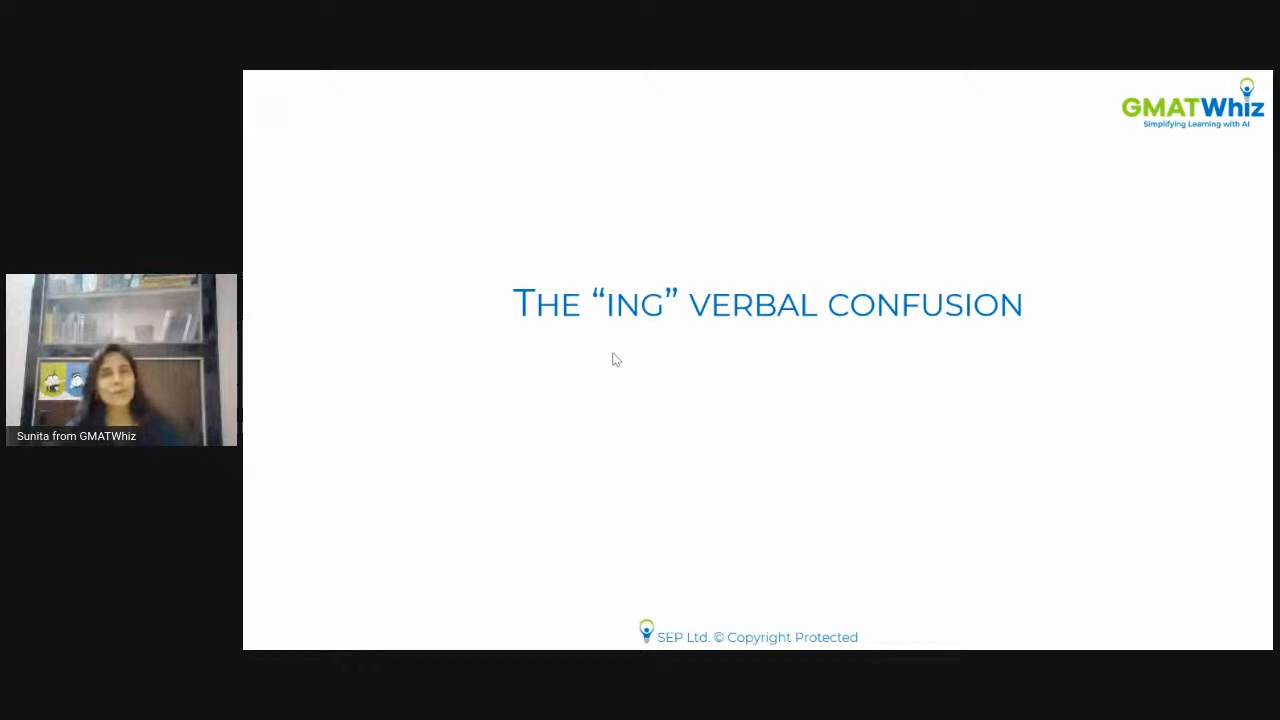 GMATWhiz
Simplifying Learning with AI
THE “ING” VERBAL CONFUSION
Sunita from GMATWhiz
SEP Ltd. © Copyright Protected